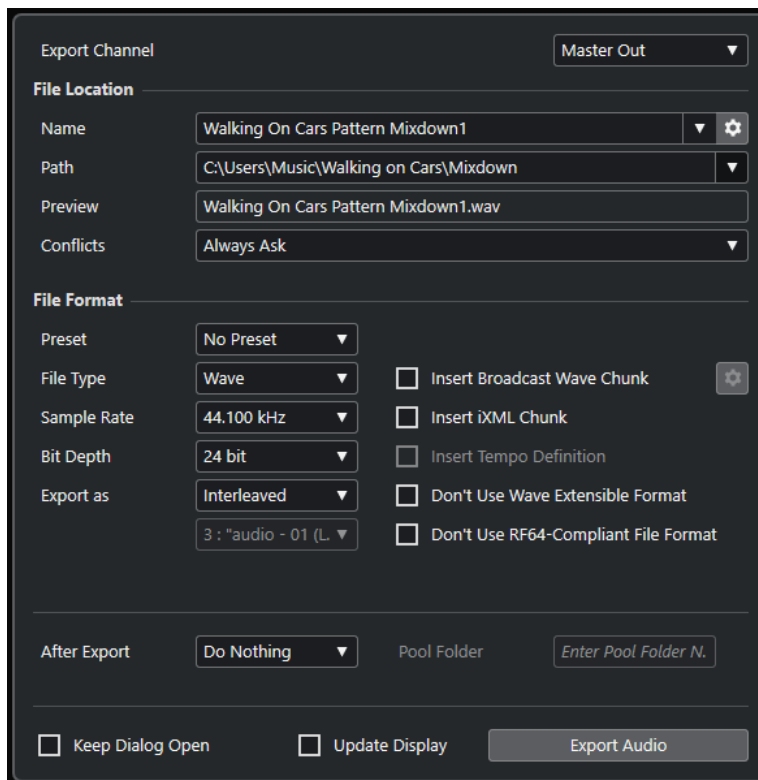 Export Channel Master Out
File Location
Name Walking On Cars Pattern Mixdown1
Path C:\Users\Music\Walking on Cars\Mixdown
Preview Walking On Cars Pattern Mixdown1.wav
Conflicts Always Ask
File Format
Preset No Preset
File Type Wave Insert Broadcast Wave Chunk
Sample Rate 44.100 kHz Insert iXML Chunk
Bit Depth 24 bit Insert Tempo Definition
Export as Interleaved Don't Use Wave Extensible Format
3 : "audio - 01 (L. Don't Use RF64-Compliant File Format
After Export Do Nothing Pool Folder Enter Pool Folder N.
Keep Dialog Open Update Display Export Audio